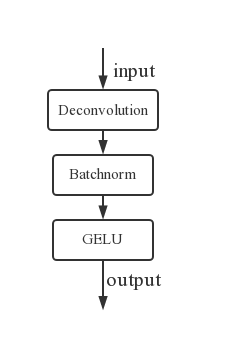 input
Deconvolution
Batchnorm
GELU
output